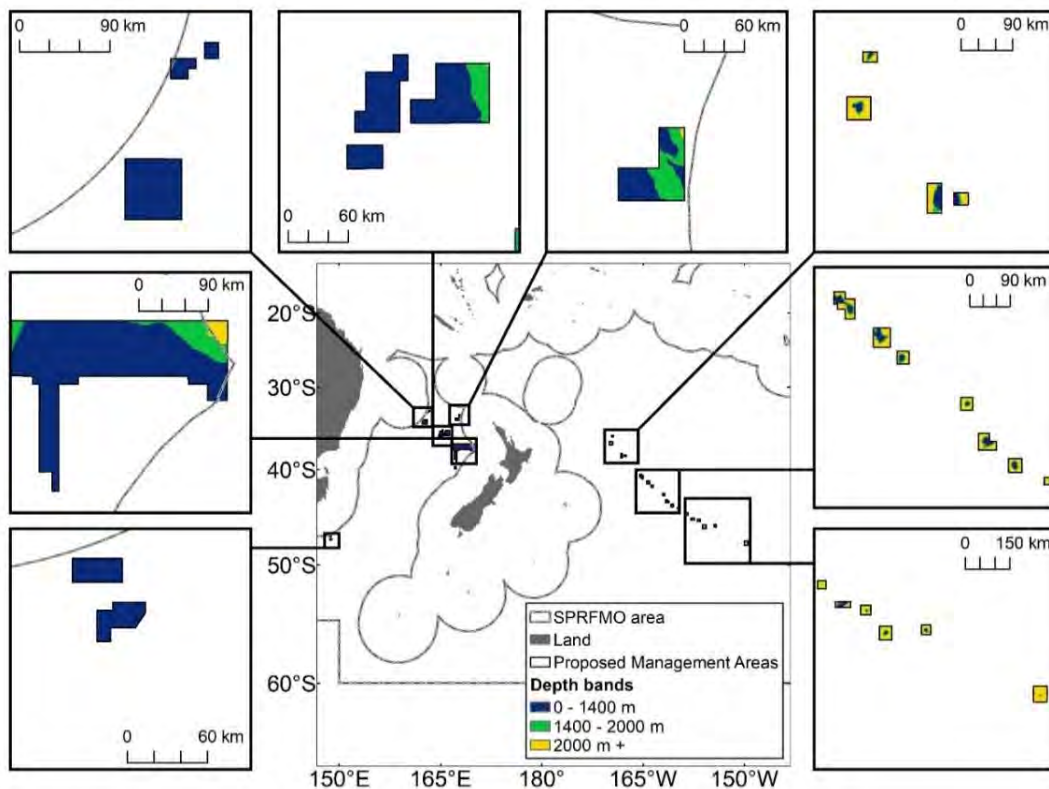 0 90 km
0 60 km
0 60 km
0 90 km
0 90 km
0 90 km
0 60 km
0 150 km
20°S
30°S
40°S
50°S
60°S
150°E 165°E 180° 165°W 150°W
SPRFMO area
Land
Proposed Management Areas
Depth bands
0 - 1400 m
1400 - 2000 m
2000 m +